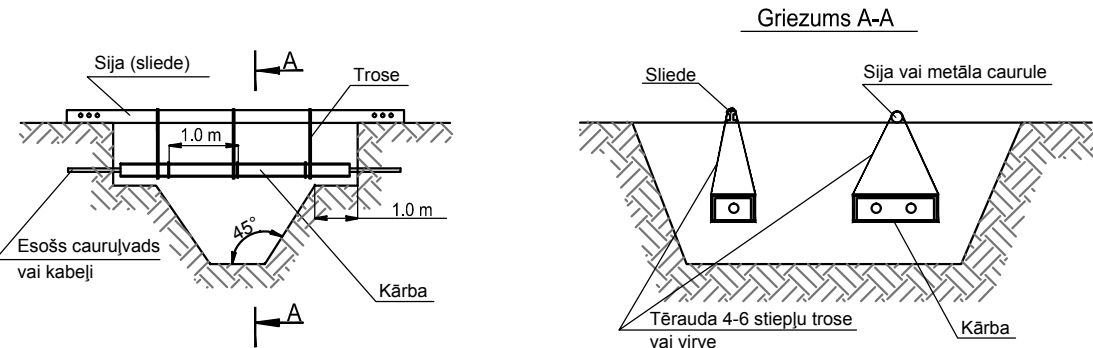 Griezums A-A
A
Sija (sliede)
Trose
Sliede
Sija vai metāla caurule
1.0 m
1.0 m
45°
Esošs cauruļvads
vai kabeļi
Kārba
A
Tērauda 4-6 stiepļu trose
vai virve
Kārba